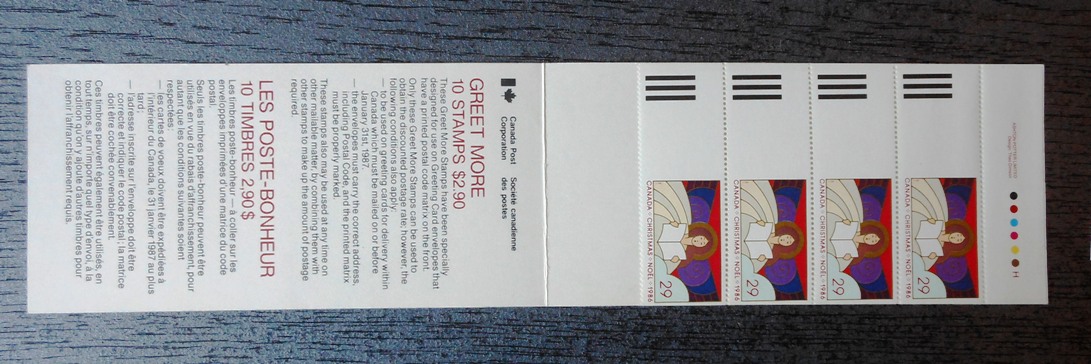 Canada Post Société canadienne
Corporation des postes
GREET MORE
10 STAMPS $2.90
These Greet More Stamps have been specially
designed for use on Greeting Card envelopes that
have a printed postal code matrix on the front.
Only these Greet More Stamps can be used to
obtain the discounted postage rate; however, the
following conditions also apply:
— to be used on greeting cards for delivery within
Canada which must be mailed on or before
January 31st, 1987.
— the envelopes must carry the correct address,
including Postal Code, and the printed matrix
must be properly marked.
These stamps also may be used at any time on
other mailable matter, by combining them with
other stamps to make up the amount of postage
required.
LES POSTE-BONHEUR
10 TIMBRES 2,90 $
Les timbres poste-bonheur — à coller sur les
enveloppes imprimées d'une matrice du code
postal.
Seuls les timbres poste-bonheur peuvent être
utilisés en vue du rabais d'affranchissement, pour
autant que les conditions suivantes soient
respectées:
— les cartes de voeux doivent être expédiées à
l'intérieur du Canada, le 31 janvier 1987 au plus
tard;
— l'adresse inscrite sur l'enveloppe doit être
correcte et indiquer le code postal; la matrice
doit être cochée convenablement.
Ces timbres peuvent également être utilisés, en
tout temps, sur n'importe quel type d'envoi, à la
condition qu'on y ajoute d'autres timbres pour
obtenir l'affranchissement requis.
CANADA • CHRISTMAS • NOËL • 1986
29
CANADA • CHRISTMAS • NOËL • 1986
29
CANADA • CHRISTMAS • NOËL • 1986
29
CANADA • CHRISTMAS • NOËL • 1986
29
H